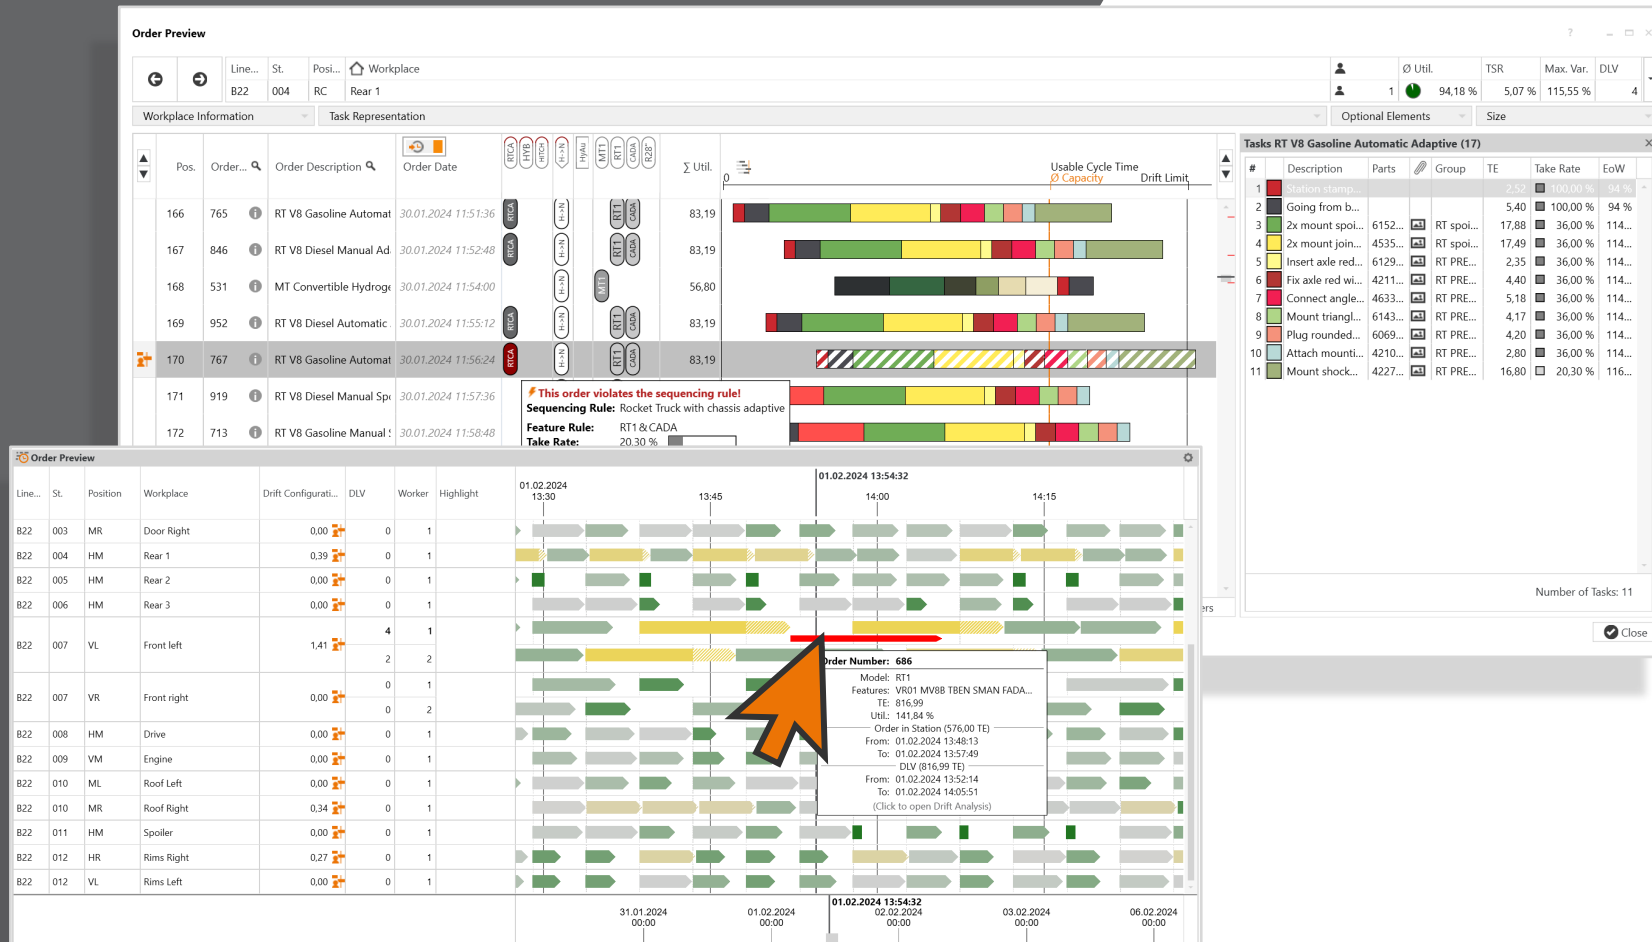 Order Preview
Line... St. Posi... Workplace Ø Util. TSR Max. Var. DLV
B22 004 RC Rear 1 1 94,18 % 5,07 % 115,55 % 4
Workplace Information Task Representation Optional Elements Size
Pos. Order... Order Description Order Date RTCA HYB HITCH H->N HyAu MT1 RT1 CADA R28" ∑ Util. 0 Usable Cycle Time
Ø Capacity Drift Limit
166 765 RT V8 Gasoline Automat 30.01.2024 11:51:36 RTCA H->N RT1 CADA 83,19
167 846 RT V8 Diesel Manual Ad 30.01.2024 11:52:48 RTCA H->N RT1 CADA 83,19
168 531 MT Convertible Hydroge 30.01.2024 11:54:00 H->N MT1 56,80
169 952 RT V8 Diesel Automatic 30.01.2024 11:55:12 RTCA H->N RT1 CADA 83,19
170 767 RT V8 Gasoline Automat 30.01.2024 11:56:24 RTCA H->N RT1 CADA 83,19
171 919 RT V8 Diesel Manual Spo 30.01.2024 11:57:36
172 713 RT V8 Gasoline Manual 30.01.2024 11:58:48
This order violates the sequencing rule!
Sequencing Rule: Rocket Truck with chassis adaptive
Feature Rule: RT1 & CADA
Take Rate: 20.30 %
Tasks RT V8 Gasoline Automatic Adaptive (17)
# Description Parts Group TE Take Rate EoW
1 Station stamp... 2,52 100,00 % 94 %
2 Going from b... 5,40 100,00 % 94 %
3 2x mount spoi... 6152... RT spoi... 17,88 36,00 % 114...
4 2x mount join... 4535... RT spoi... 17,49 36,00 % 114...
5 Insert axle red... 6129... RT PRE... 2,35 36,00 % 114...
6 Fix axle red wi... 4211... RT PRE... 4,40 36,00 % 114...
7 Connect angle... 4633... RT PRE... 5,18 36,00 % 114...
8 Mount triangl... 6143... RT PRE... 4,17 36,00 % 114...
9 Plug rounded... 6069... RT PRE... 4,20 36,00 % 114...
10 Attach mounti... 4210... RT PRE... 2,80 36,00 % 114...
11 Mount shock... 4227... RT PRE... 16,80 20,30 % 116...
Number of Tasks: 11
Close
ers
Order Preview
Line... St. Position Workplace Drift Configurati... DLV Worker Highlight
01.02.2024
13:30 13:45 14:00 14:15
01.02.2024 13:54:32
B22 003 MR Door Right 0,00 0 1
B22 004 HM Rear 1 0,39 0 1
B22 005 HM Rear 2 0,00 0 1
B22 006 HM Rear 3 0,00 0 1
B22 007 VL Front left 1,41 4 1
2 2
B22 007 VR Front right 0,00 0 1
0 2
B22 008 HM Drive 0,00 0 1
B22 009 VM Engine 0,00 0 1
B22 010 ML Roof Left 0,00 0 1
B22 010 MR Roof Right 0,34 0 1
B22 011 HM Spoiler 0,00 0 1
B22 012 HR Rims Right 0,27 0 1
B22 012 VL Rims Left 0,00 0 1
Order Number: 686
Model: RT1
Features: VR01 MV8B TBEN SMAN FADA...
TE: 816,99
Util.: 141,84 %
Order in Station (576,00 TE)
From: 01.02.2024 13:48:13
To: 01.02.2024 13:57:49
DLV (816,99 TE)
From: 01.02.2024 13:52:14
To: 01.02.2024 14:05:51
(Click to open Drift Analysis)
01.02.2024 13:54:32
31.01.2024 01.02.2024 02.02.2024 03.02.2024 06.02.2024
00:00 00:00 00:00 00:00 00:00